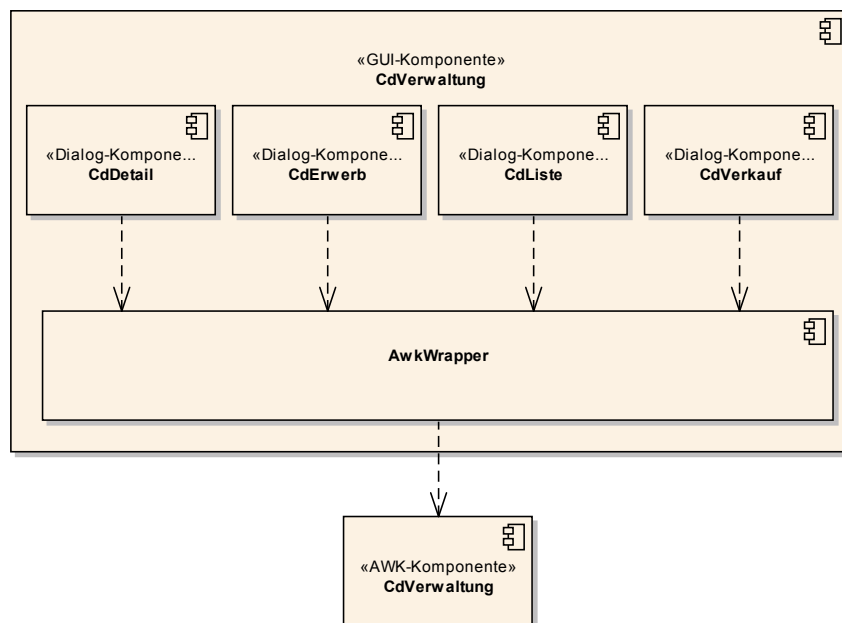 «GUI-Komponente»
CdVerwaltung
«Dialog-Kompone...
CdDetail
«Dialog-Kompone...
CdErwerb
«Dialog-Kompone...
CdListe
«Dialog-Kompone...
CdVerkauf
AwkWrapper
«AWK-Komponente»
CdVerwaltung